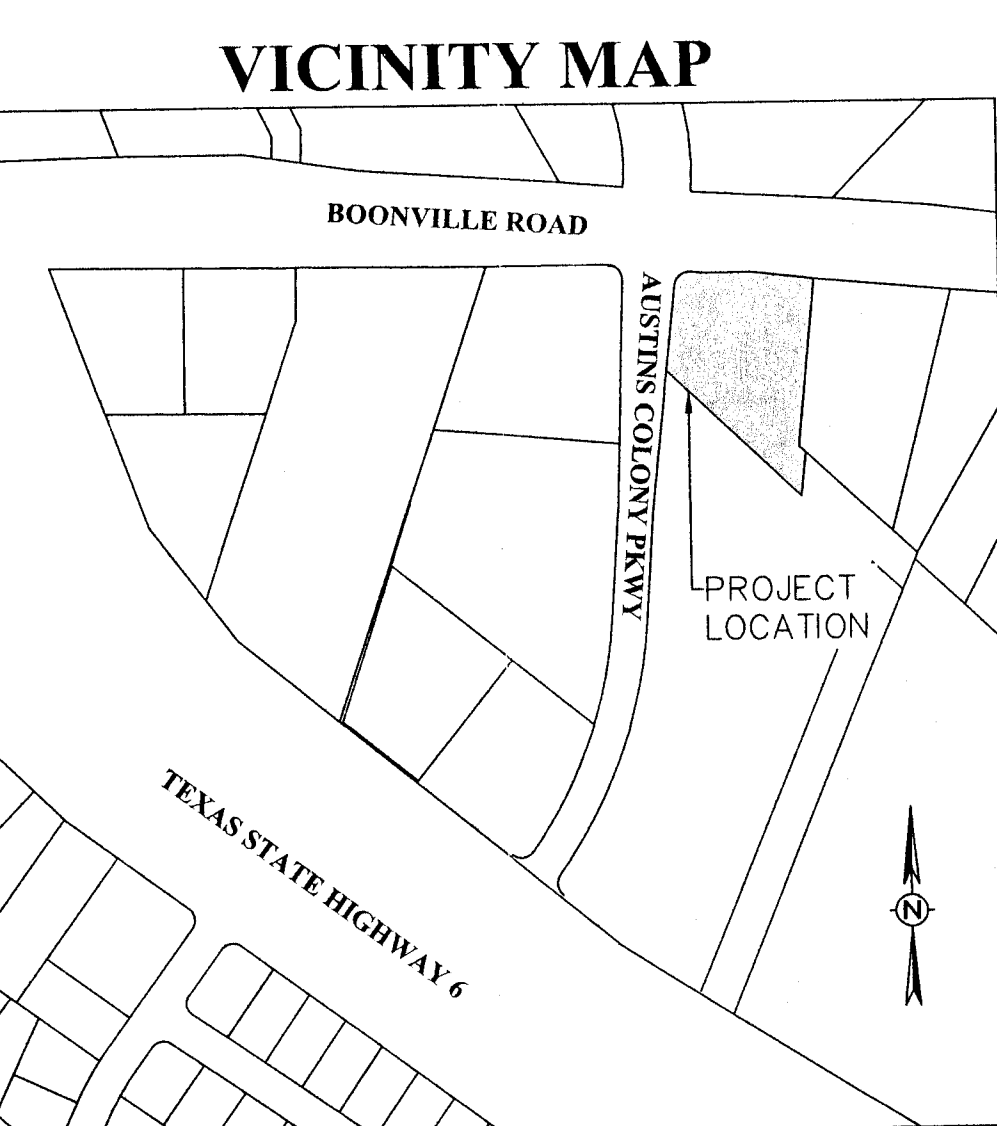 VICINITY MAP
BOONVILLE ROAD
AUSTINS COLONY PKWY
PROJECT
LOCATION
TEXAS STATE HIGHWAY 6
N